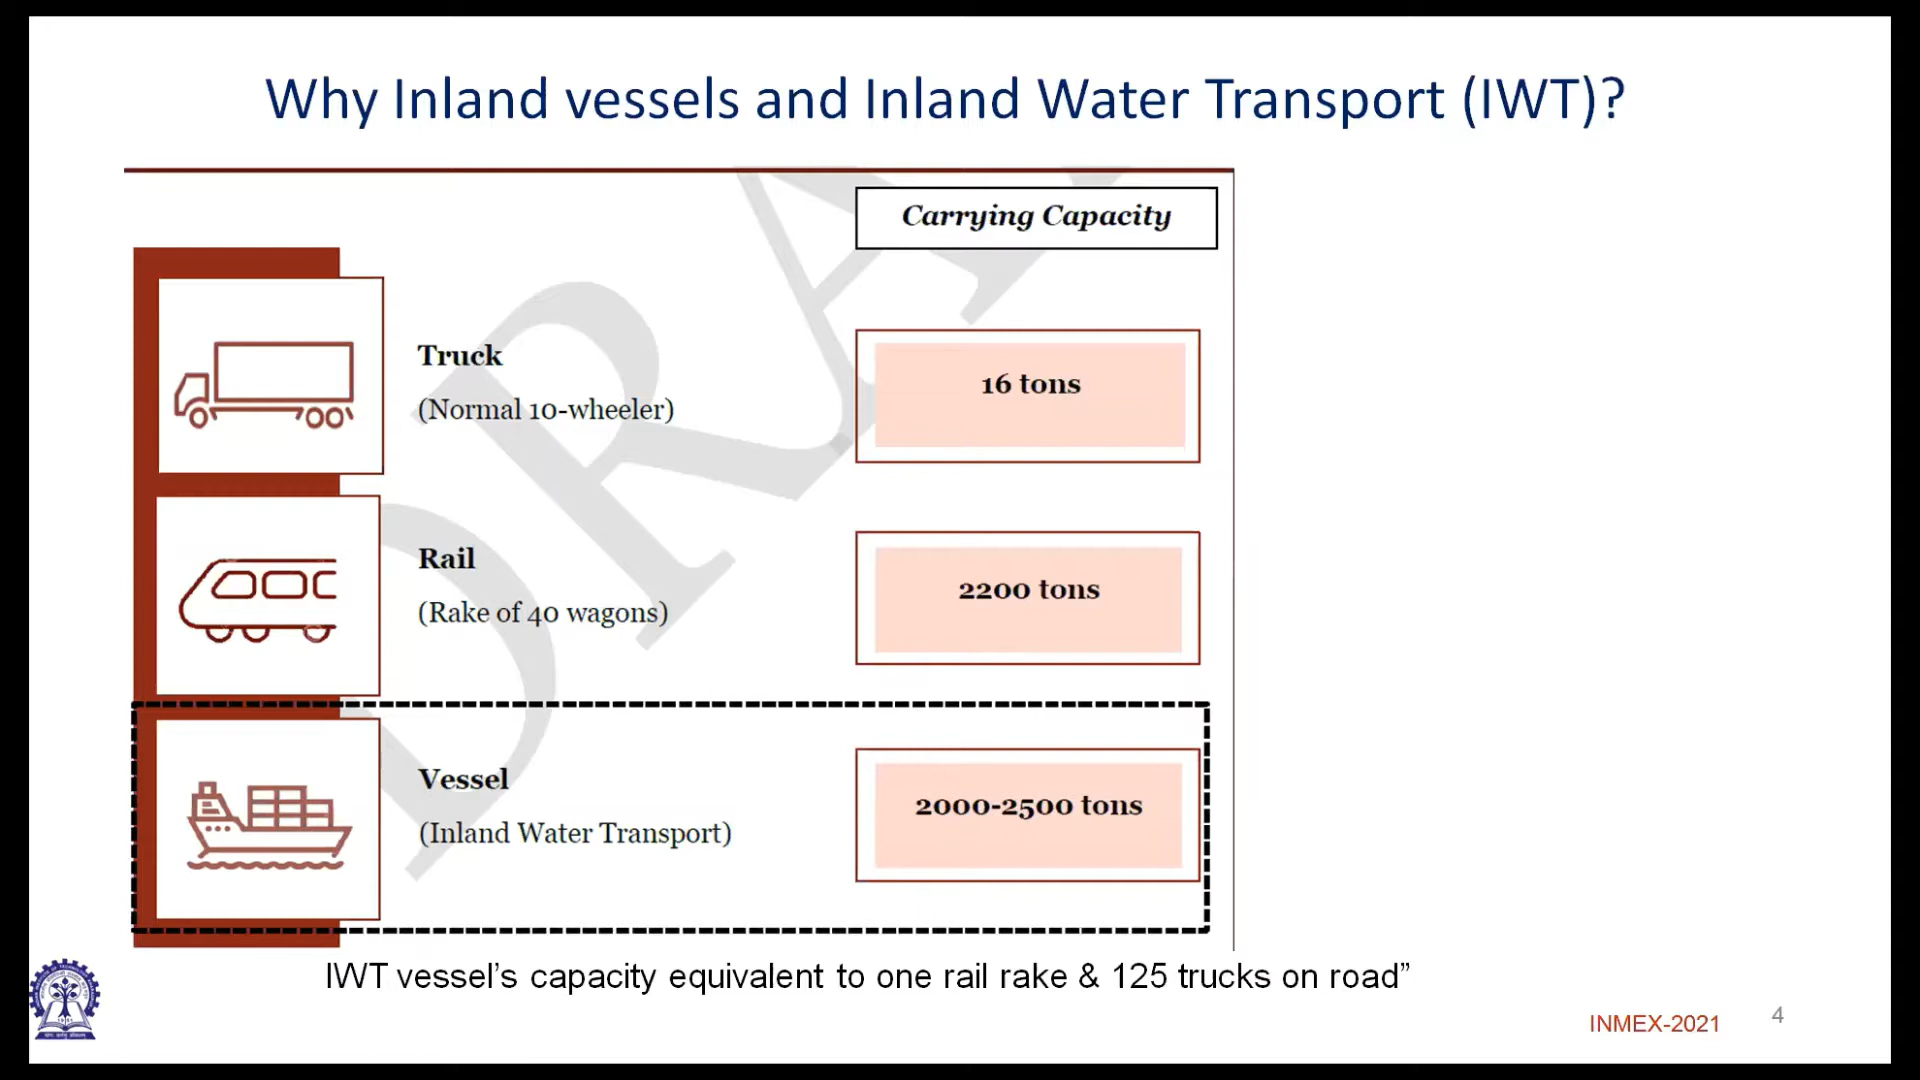 Why Inland vessels and Inland Water Transport (IWT)?
Carrying Capacity
Truck
(Normal 10-wheeler)
16 tons
Rail
(Rake of 40 wagons)
2200 tons
Vessel
(Inland Water Transport)
2000-2500 tons
IWT vessel’s capacity equivalent to one rail rake & 125 trucks on road”
INMEX-2021
4